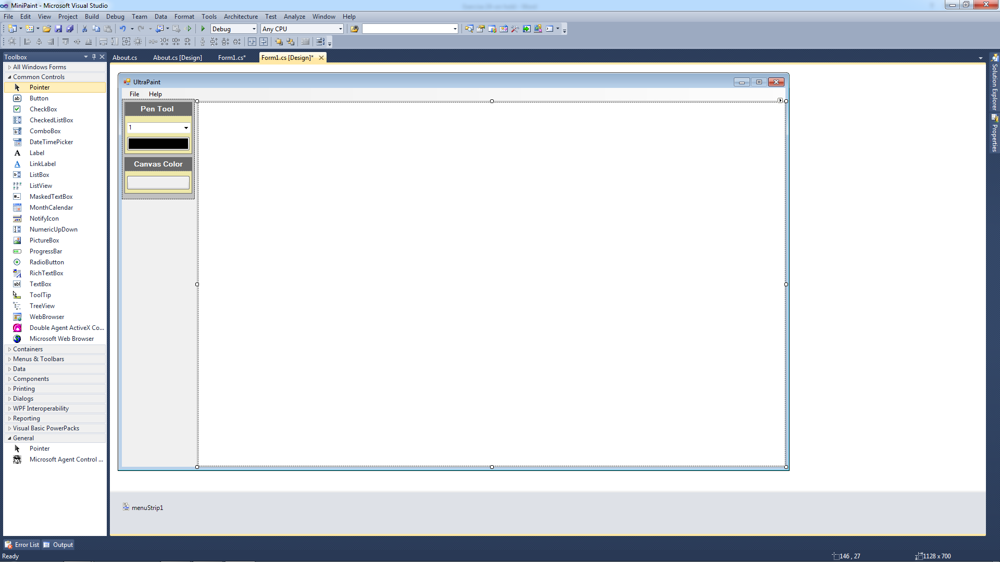 MiniPaint - Microsoft Visual Studio
File Edit View Project Build Debug Team Data Format Tools Architecture Test Analyze Window Help
Debug Any CPU
Toolbox
About.cs About.cs [Design] Form1.cs* Form1.cs [Design]*
All Windows Forms
Common Controls
Pointer
Button
CheckBox
CheckedListBox
ComboBox
DateTimePicker
Label
LinkLabel
ListBox
ListView
MaskedTextBox
MonthCalendar
NotifyIcon
NumericUpDown
PictureBox
ProgressBar
RadioButton
RichTextBox
TextBox
ToolTip
TreeView
WebBrowser
Double Agent ActiveX Co...
Microsoft Web Browser
Containers
Menus & Toolbars
Data
Components
Printing
Dialogs
WPF Interoperability
Reporting
Visual Basic PowerPacks
General
Pointer
Microsoft Agent Control ...
UltraPaint
File Help
Pen Tool
1
Canvas Color
menuStrip1
Solution Explorer
Properties
Error List Output
Ready
146 , 27
1128 x 700